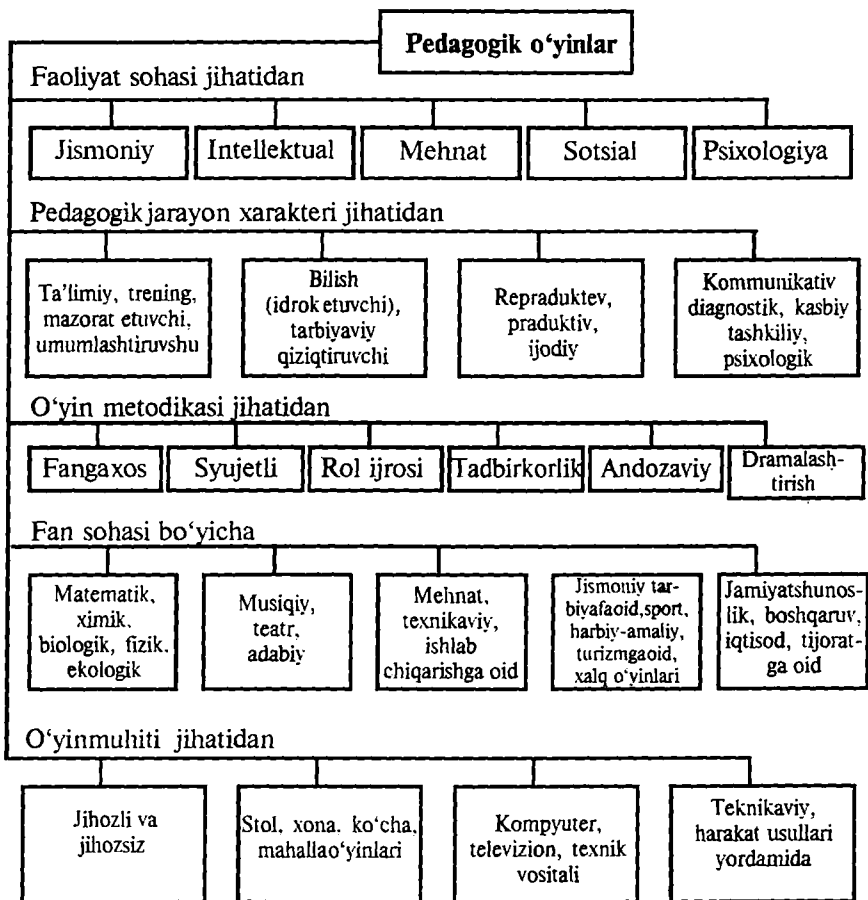 Pedagogik o‘yinlar
Faoliyat sohasi jihatidan
Jismoniy
Intellektual
Mehnat
Sotsial
Psixologiya
Pedagogik jarayon xarakteri jihatidan
Ta’limiy, trening,
mazorat etuvchi,
umumlashtiruvshu
Bilish
(idrok etuvchi),
tarbiyaviy
qiziqtiruvchi
Repraduktev,
praduktiv,
ijodiy
Kommunikativ
diagnostik, kasbiy
tashkiliy,
psixologik
O‘yin metodikasi jihatidan
Fangaxos
Syujetli
Rol ijrosi
Tadbirkorlik
Andozaviy
Dramalash-
tirish
Fan sohasi bo‘yicha
Matematik,
ximik,
biologik, fizik,
ekologik
Musiqiy,
teatr,
adabiy
Mehnat,
texnikaviy,
ishlab
chiqarishga oid
Jismoniy tar-
biyafaoid,sport,
harbiy-amaliy,
turizmgaoid,
xalq o‘yinlari
Jamiyatshunos-
lik, boshqaruv,
iqtisod, tijorat-
ga oid
O‘yinmuhiti jihatidan
Jihozli va
jihozsiz
Stol, xona, ko‘cha,
mahallao‘yinlari
Kompyuter,
televizion, texnik
vositali
Teknikaviy,
harakat usullari
yordamida